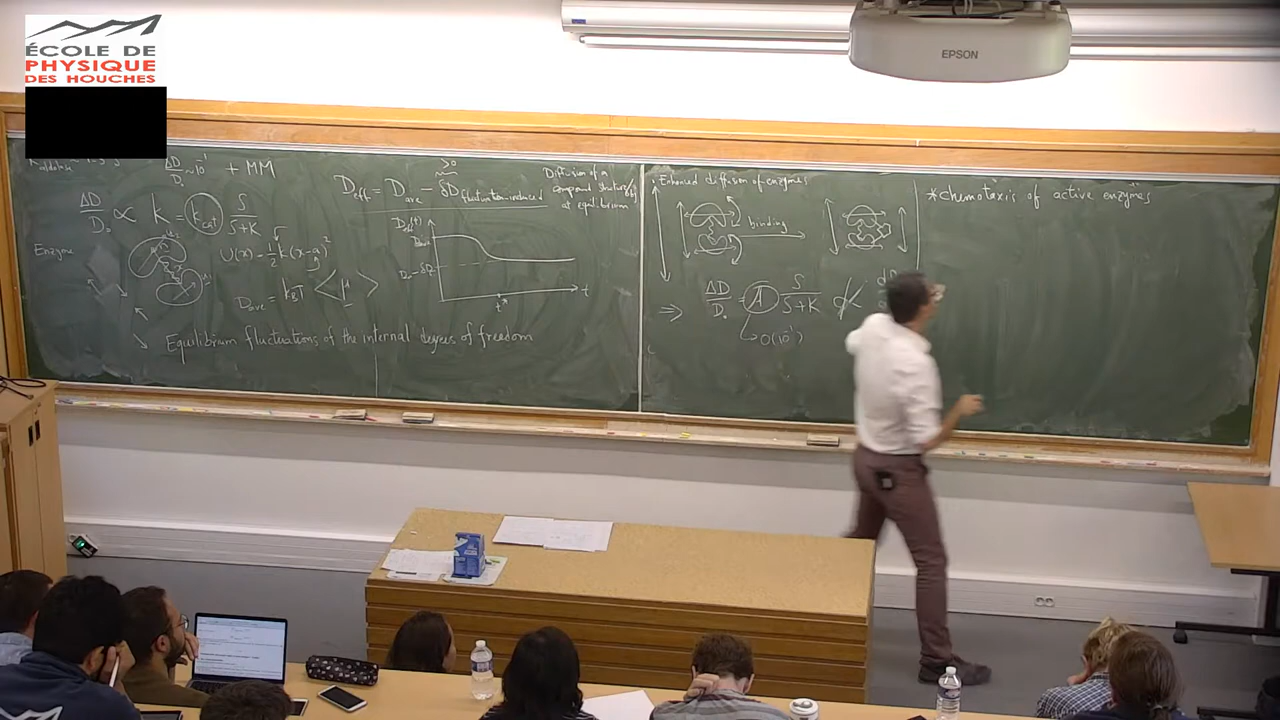 ÉCOLE DE
PHYSIQUE
DES HOUCHES
EPSON
ΔD/D₀ ~ 10⁻¹ + MM
ΔD/D₀ ∝ k = k_cat S/(S+K)
Enzyme
U(x) = ½k(x-a)²
D_ave = k_BT < μ >
Equilibrium fluctuations of the internal degrees of freedom
>0
D_eff = D_ave - δD_fluctuation-induced
D_eff(t)
D_ave
D₀ - δD
t*
t
Diffusion of a
compound structure
at equilibrium
Enhanced diffusion of enzymes
binding
⇒ ΔD/D₀ = A S/(S+K) ∝̸
O(10⁻¹)
* Chemotaxis of active enzymes